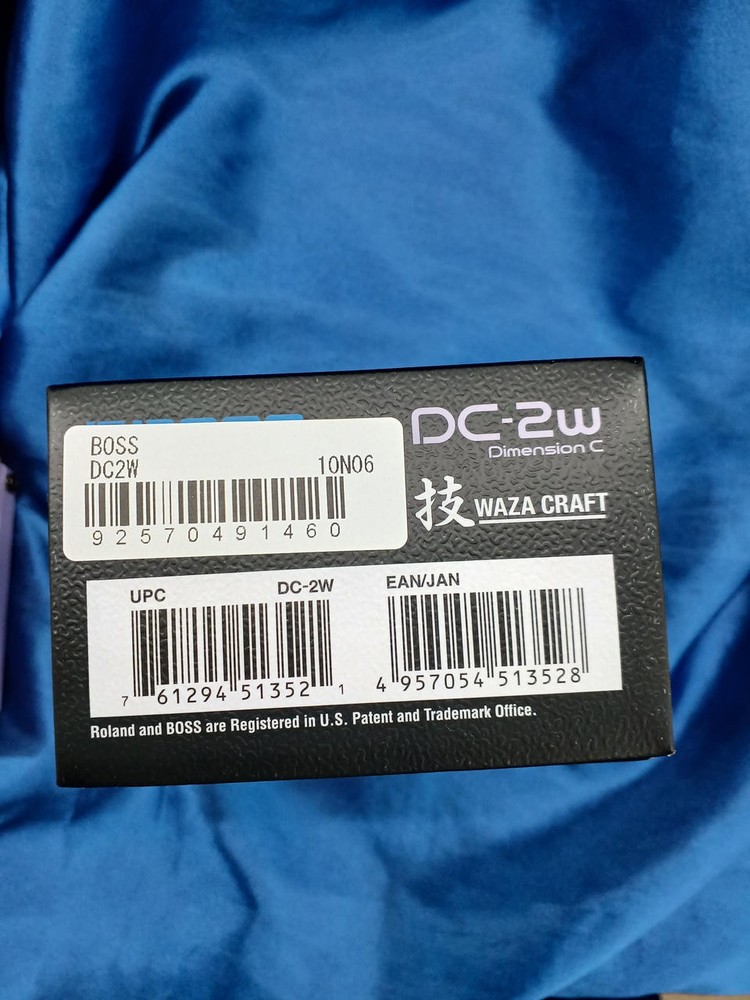 BOSS
DC2W 10N06
92570491460
DC-2w
Dimension C
技 WAZA CRAFT
UPC DC-2W
7 61294 51352 1
EAN/JAN
4 957054 513528
Roland and BOSS are Registered in U.S. Patent and Trademark Office.